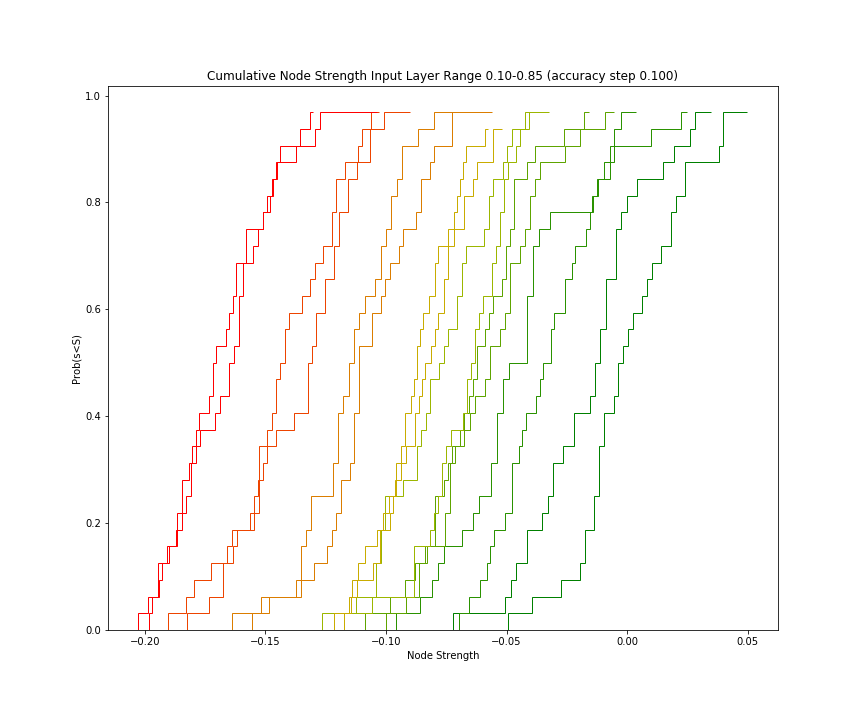 Cumulative Node Strength Input Layer Range 0.10-0.85 (accuracy step 0.100)
1.0
0.8
0.6
0.4
0.2
0.0
Prob(s<S)
−0.20 −0.15 −0.10 −0.05 0.00 0.05
Node Strength